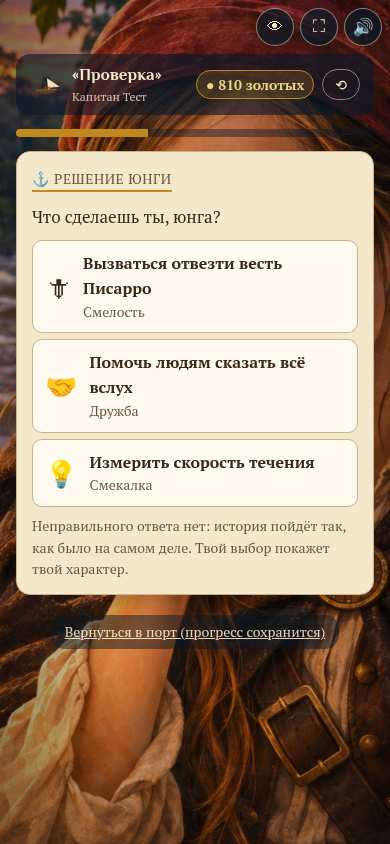 «Проверка»
Капитан Тест
● 810 золотых
⚓ РЕШЕНИЕ ЮНГИ
Что сделаешь ты, юнга?
Вызваться отвезти весть
Писарро
Смелость
Помочь людям сказать всё
вслух
Дружба
Измерить скорость течения
Смекалка
Неправильного ответа нет: история пойдёт так,
как было на самом деле. Твой выбор покажет
твой характер.
Вернуться в порт (прогресс сохранится)